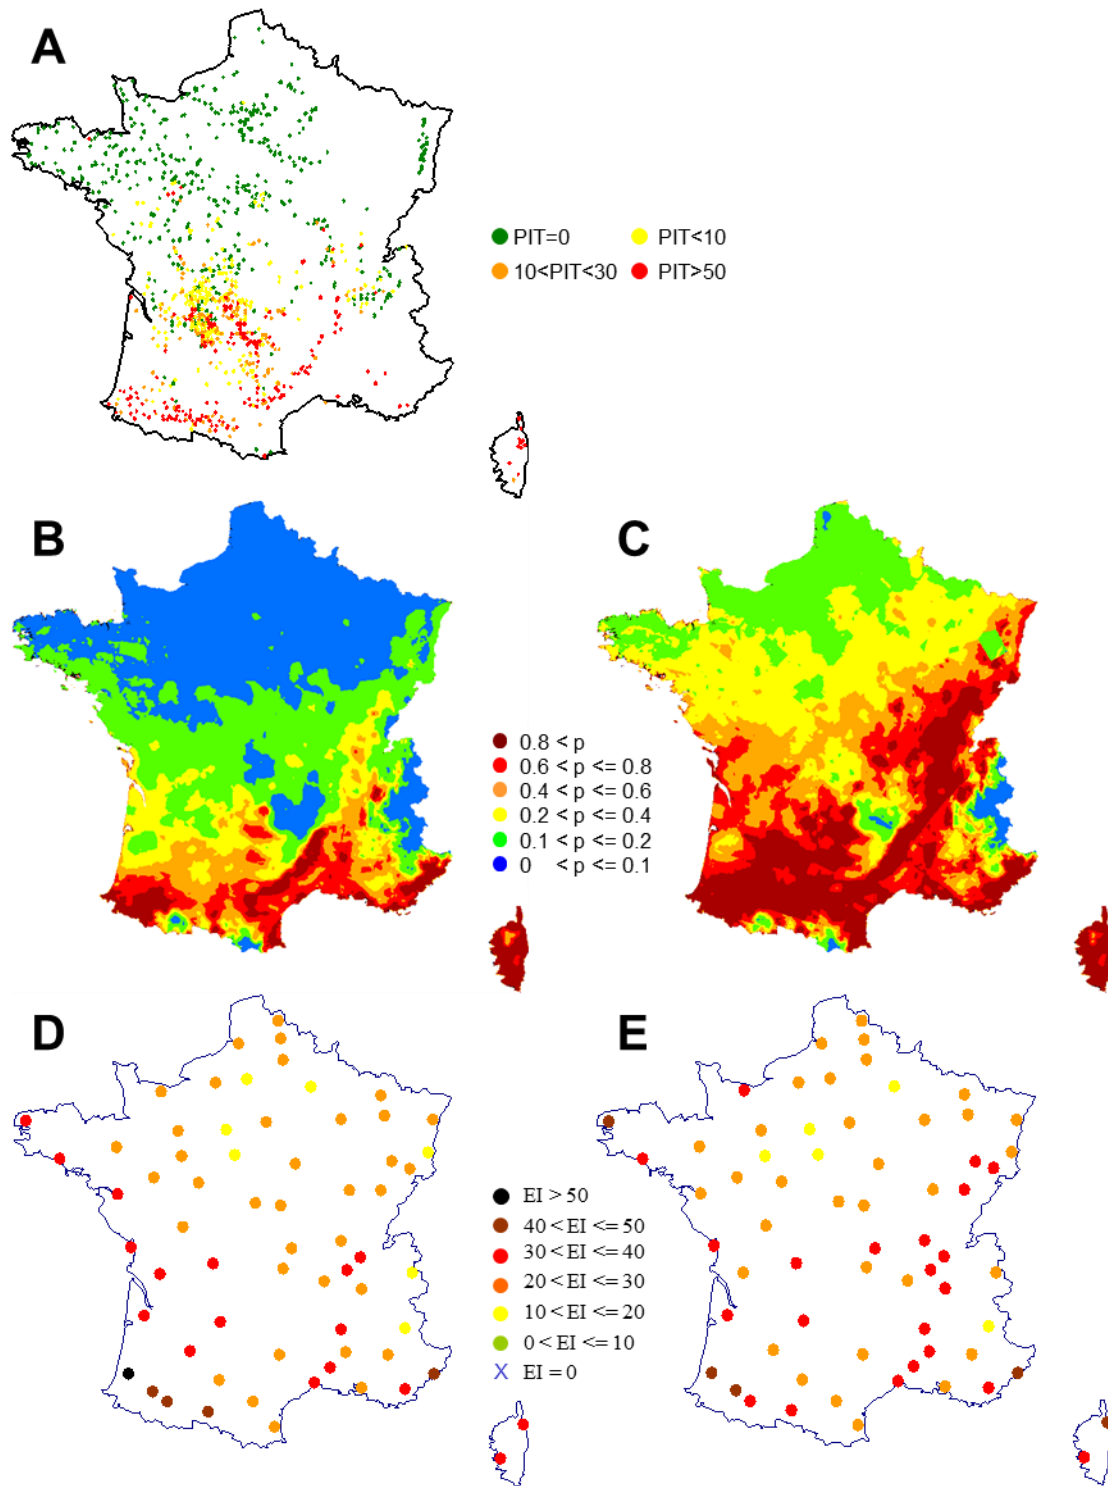 A
PIT=0
PIT<10
10<PIT<30
PIT>50
B
C
0.8 < p
0.6 < p <= 0.8
0.4 < p <= 0.6
0.2 < p <= 0.4
0.1 < p <= 0.2
0 < p <= 0.1
D
E
EI > 50
40 < EI <= 50
30 < EI <= 40
20 < EI <= 30
10 < EI <= 20
0 < EI <= 10
X EI = 0